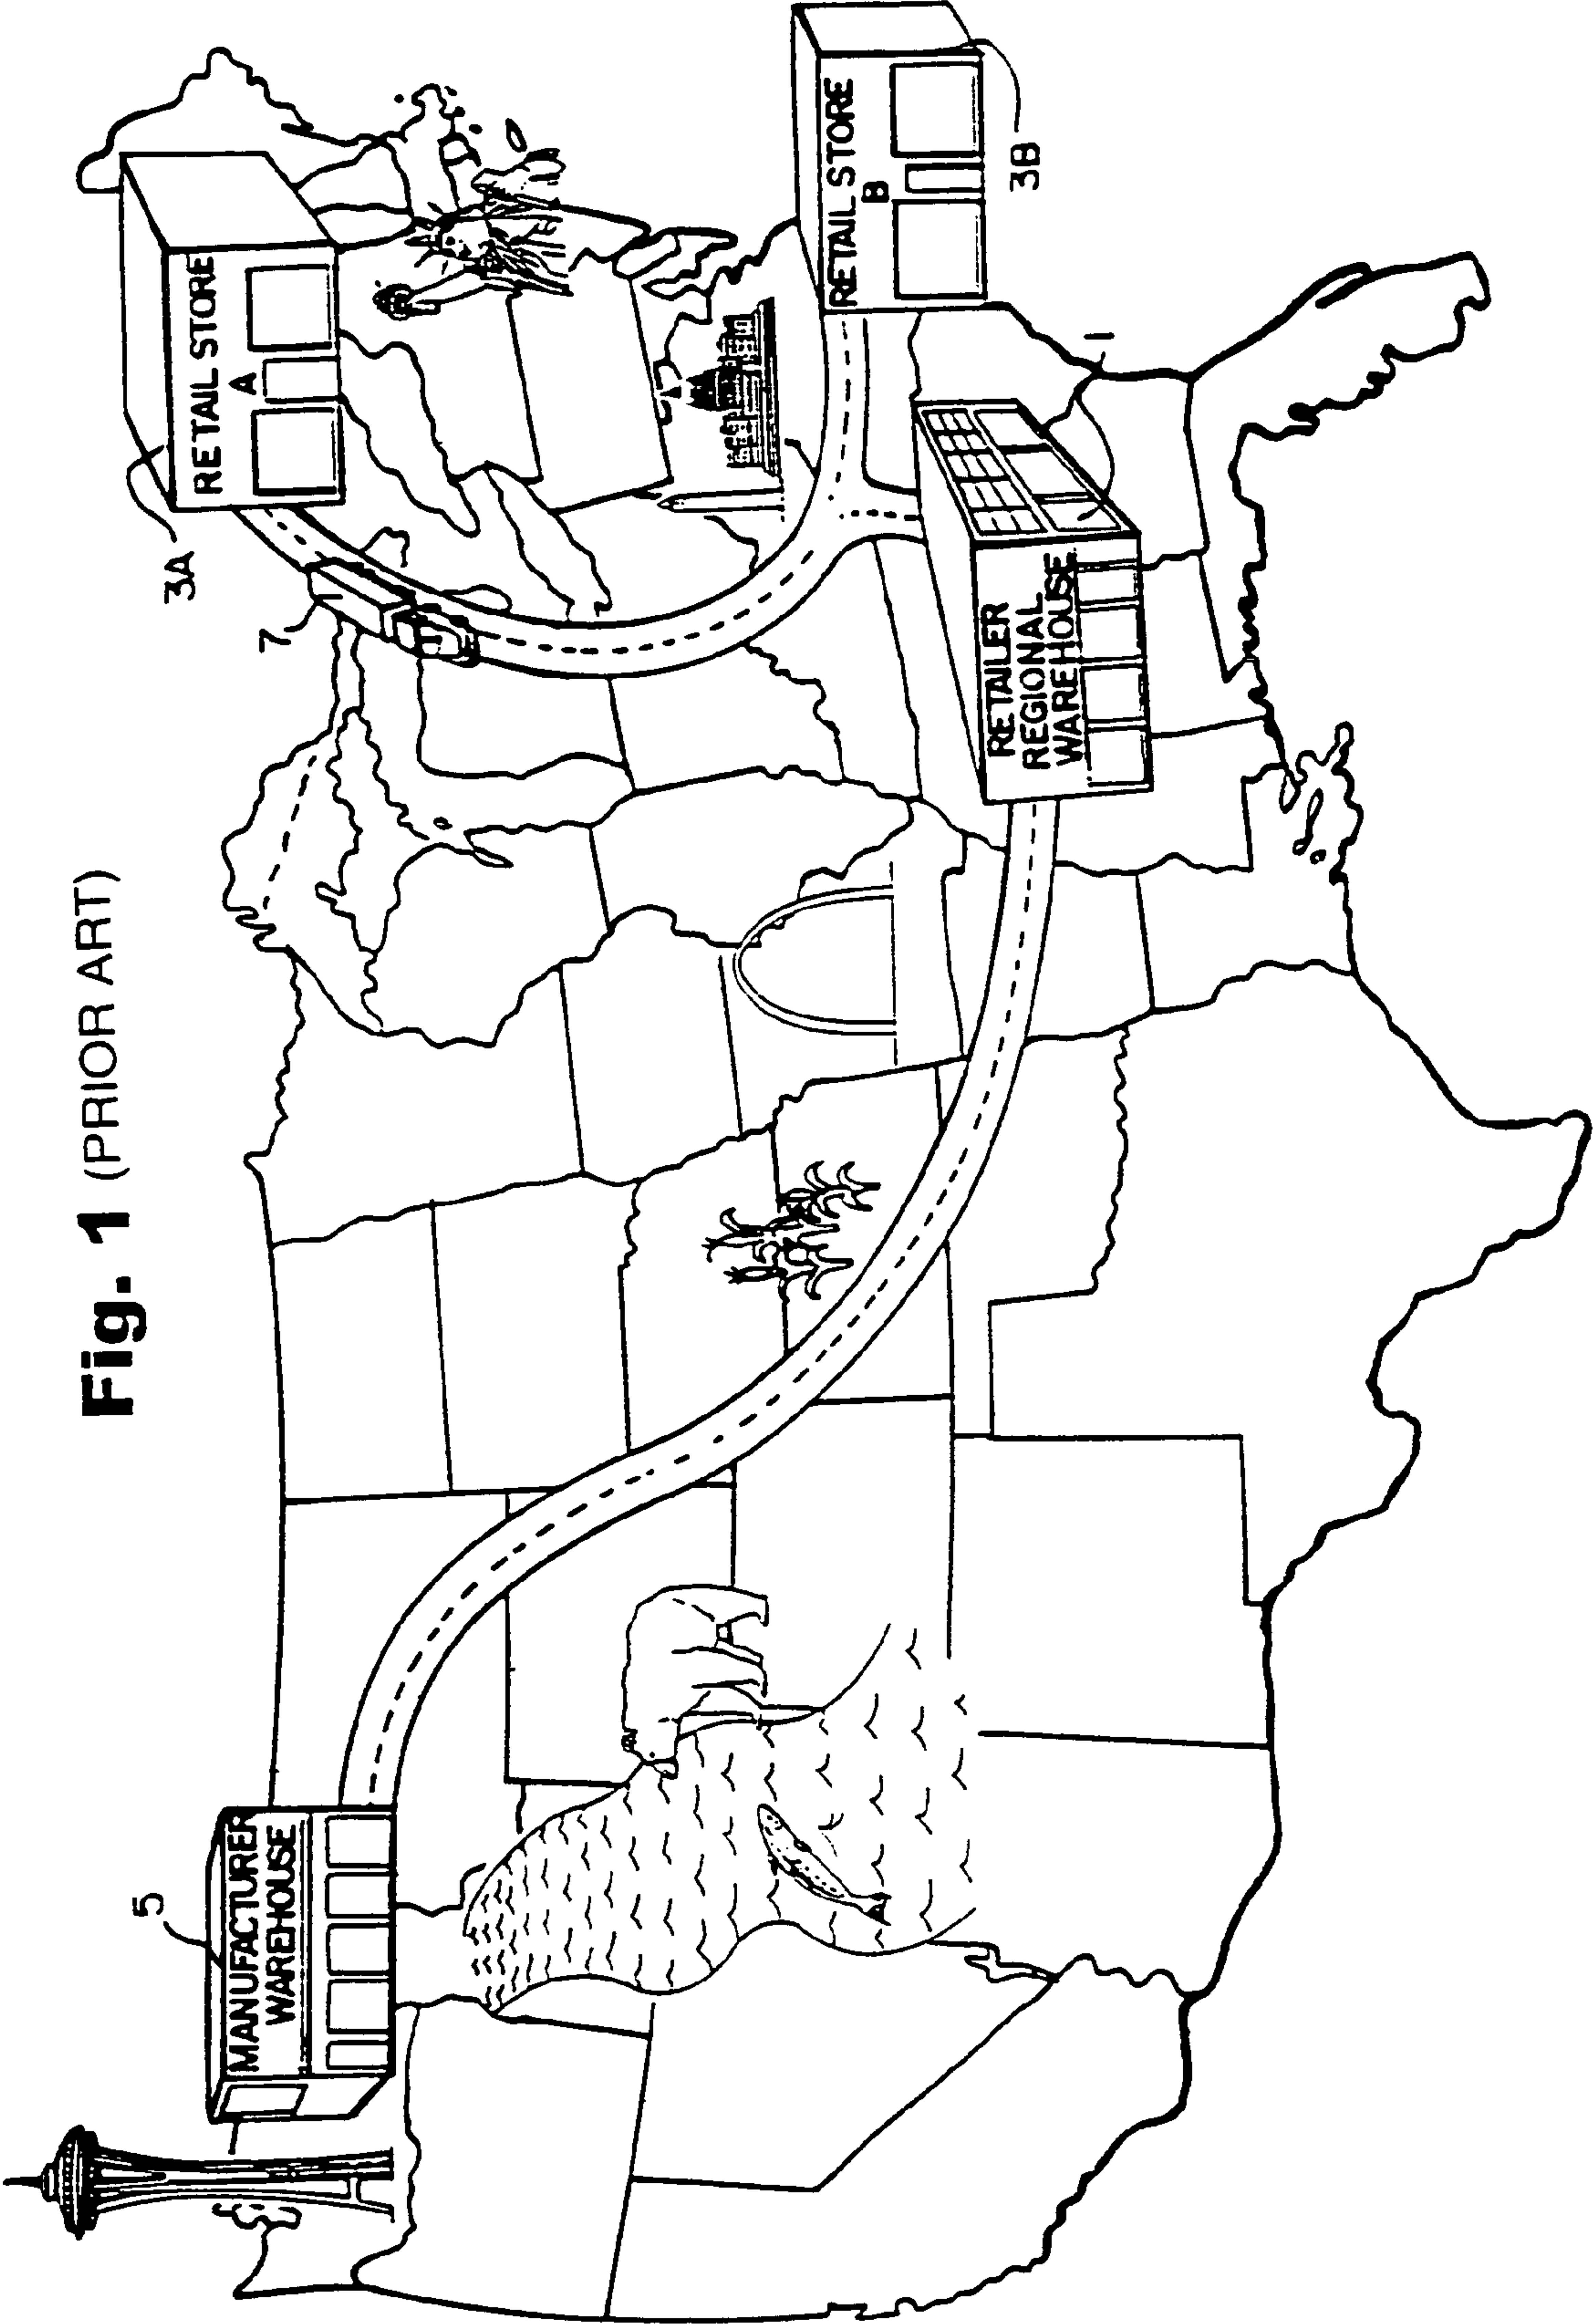 Fig. 1 (PRIOR ART)
5
MANUFACTURER
WAREHOUSE
7
3A
RETAIL STORE
A
RETAIL STORE
B
3B
RETAILER
REGIONAL
WAREHOUSE
1